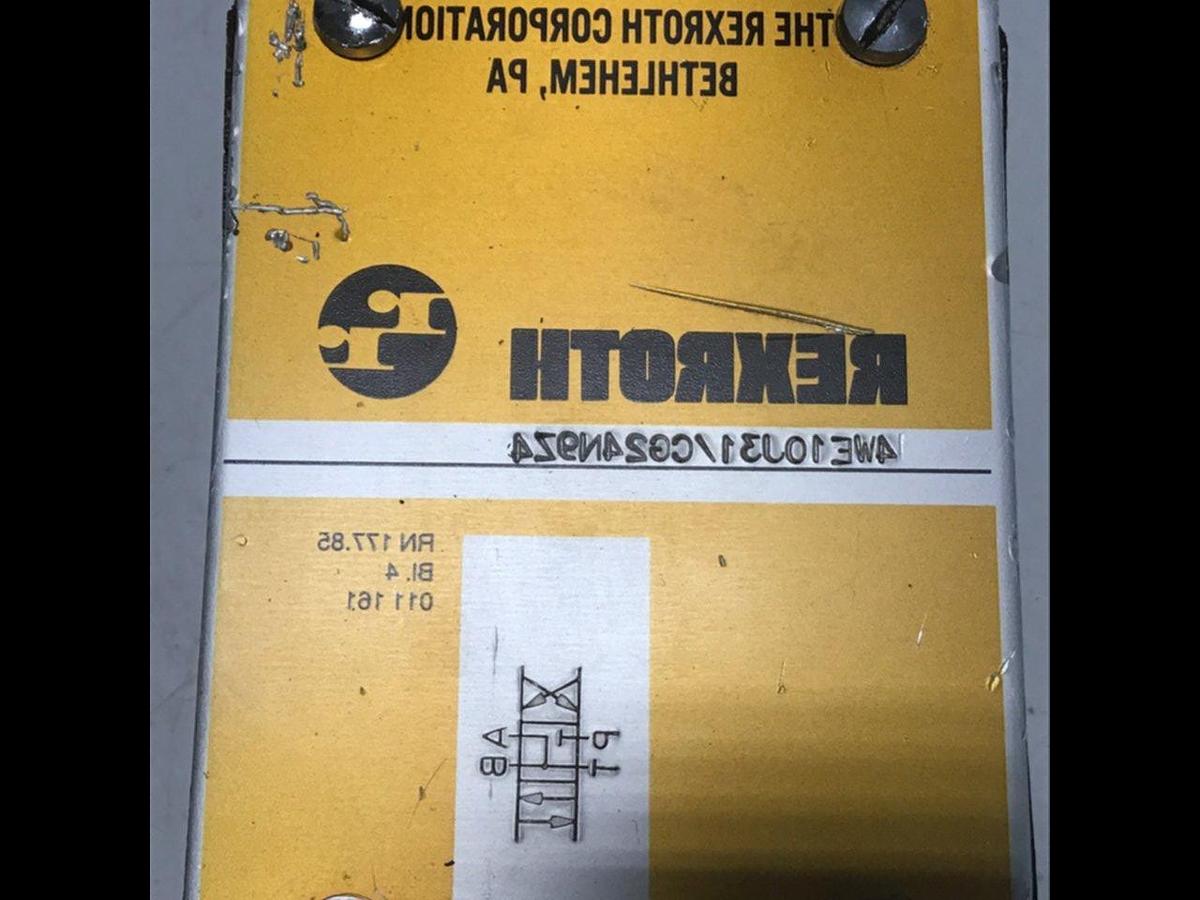 THE REXROTH CORPORATION
BETHLEHEM, PA
REXROTH
4WE10J31/CG24N9Z4
RN 177.85
Bl. 4
011 161
A B
P T